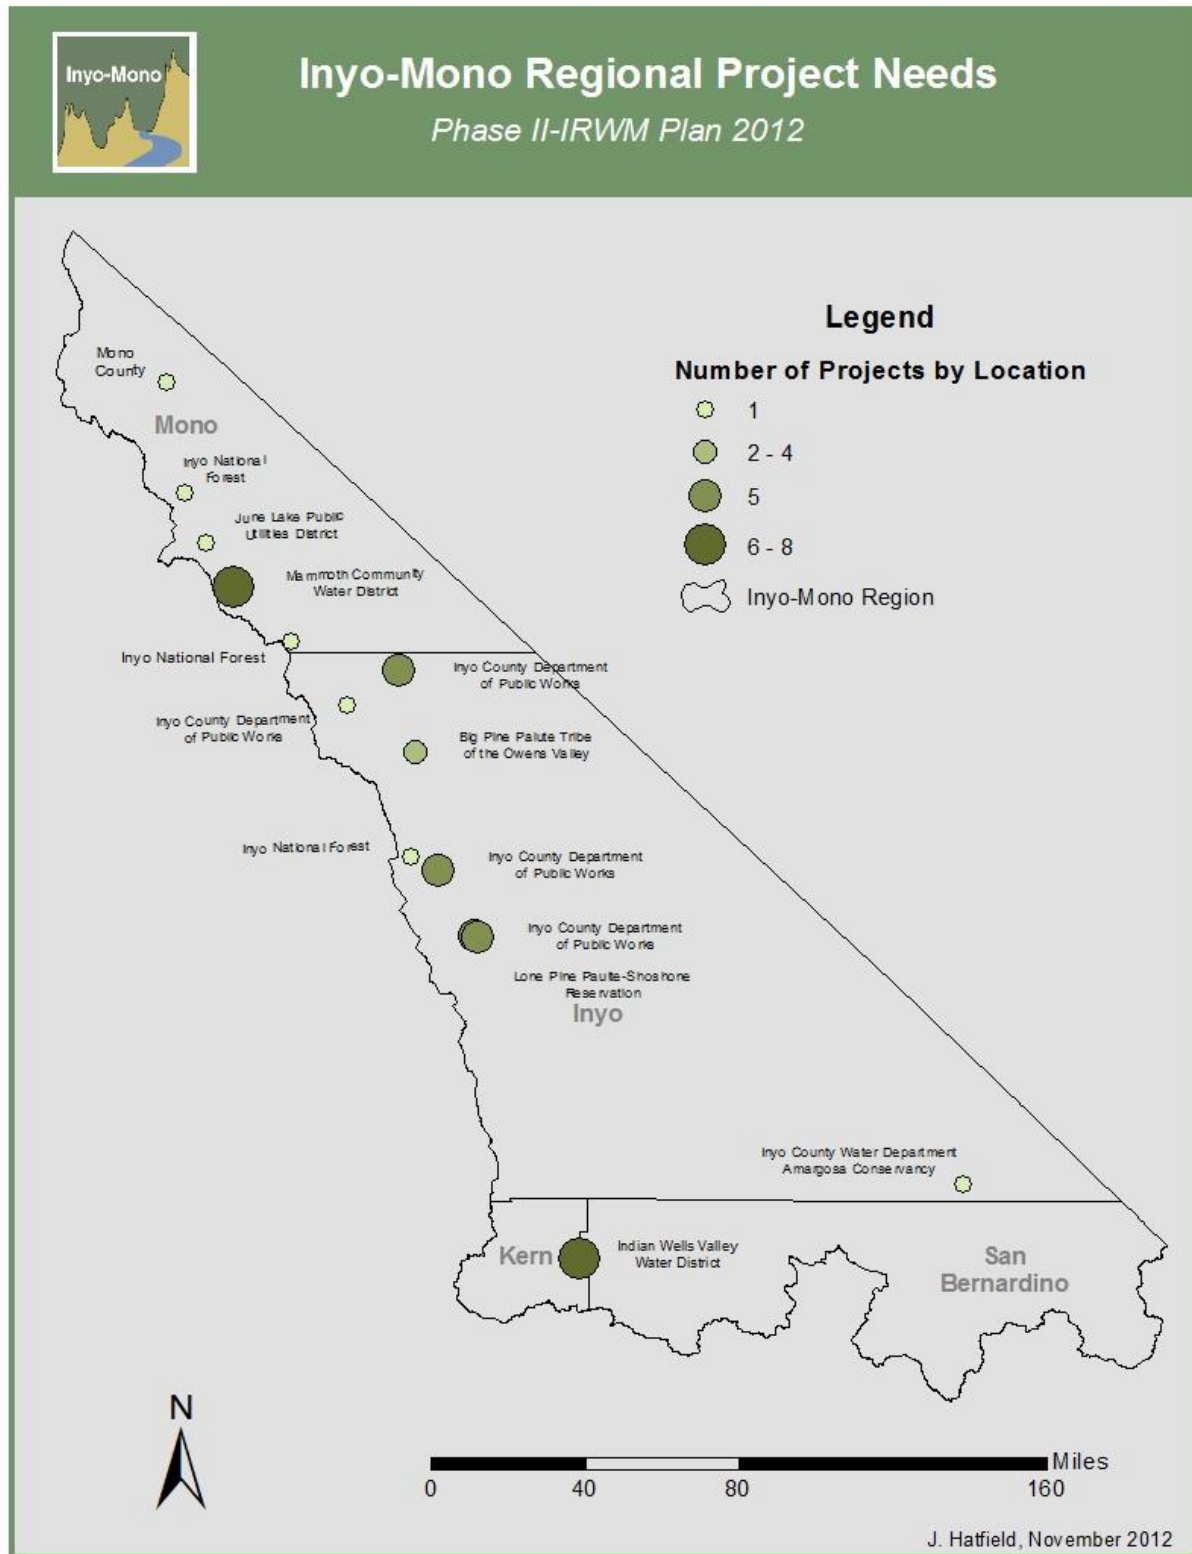 Inyo-Mono
Inyo-Mono Regional Project Needs
Phase II-IRWM Plan 2012
Legend
Number of Projects by Location
1
2 - 4
5
6 - 8
Inyo-Mono Region
Mono
County
Mono
Inyo National
Forest
June Lake Public
Utilities District
Mammoth Community
Water District
Inyo National Forest
Inyo County Department
of Public Works
Inyo County Department
of Public Works
Big Pine Paiute Tribe
of the Owens Valley
Inyo National Forest
Inyo County Department
of Public Works
Inyo County Department
of Public Works
Lone Pine Pauite-Shoshone
Reservation
Inyo
Inyo County Water Department
Amargosa Conservancy
Kern
Indian Wells Valley
Water District
San
Bernardino
N
Miles
0 40 80 160
J. Hatfield, November 2012